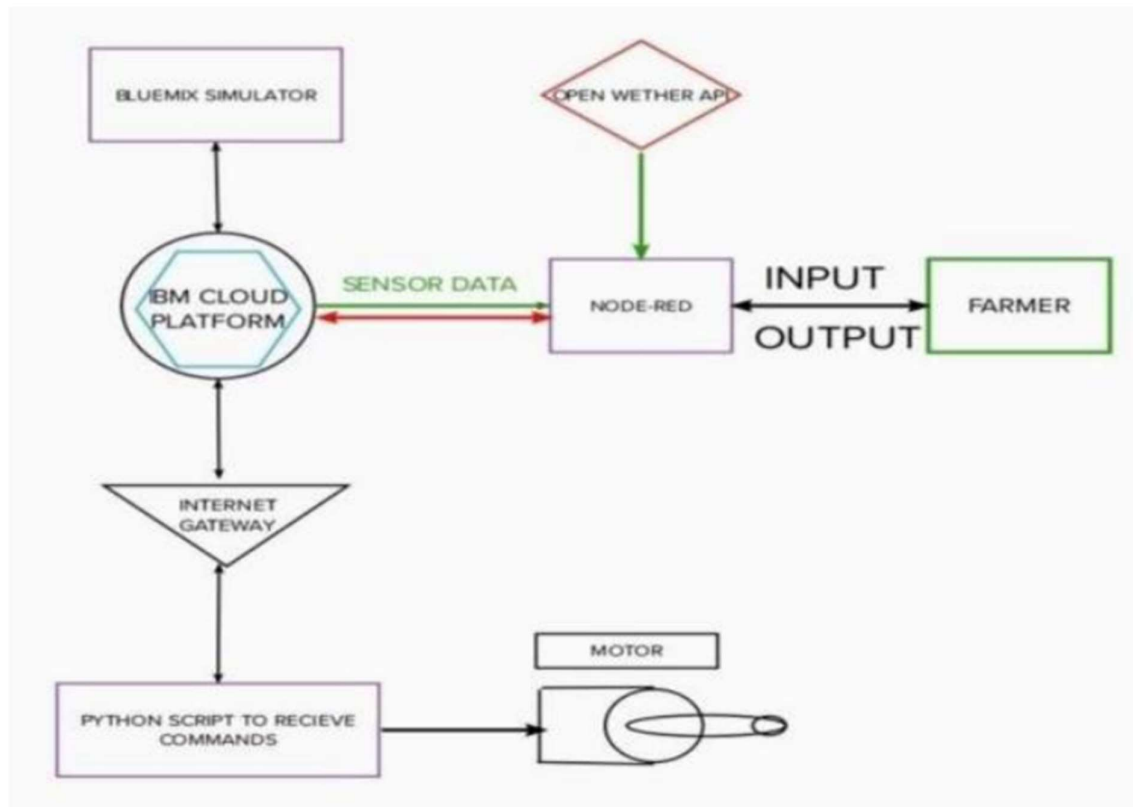 BLUEMIX SIMULATOR
OPEN WETHER API
IBM CLOUD
PLATFORM
SENSOR DATA
NODE-RED
INPUT
OUTPUT
FARMER
INTERNET
GATEWAY
MOTOR
PYTHON SCRIPT TO RECIEVE
COMMANDS